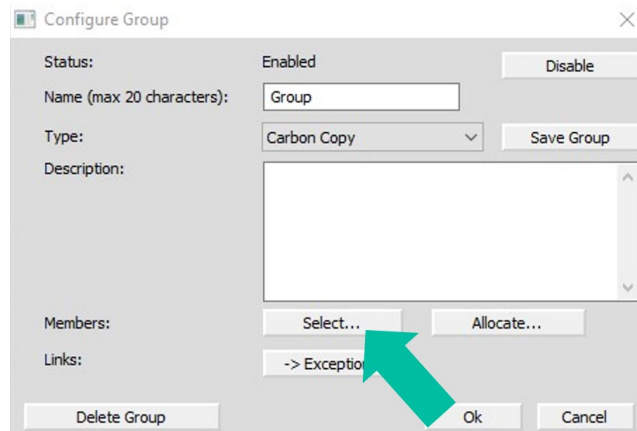 Configure Group
Status: Enabled Disable
Name (max 20 characters): Group
Type: Carbon Copy Save Group
Description:
Members: Select... Allocate...
Links: -> Exception
Delete Group Ok Cancel